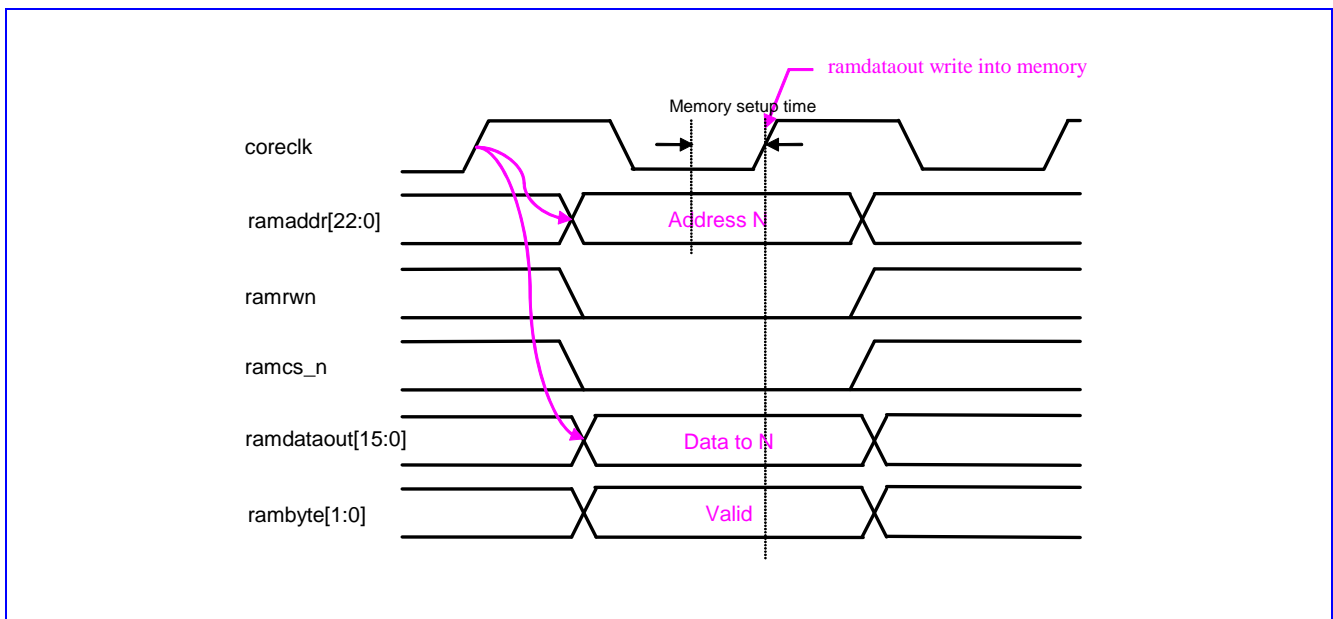 ramdataout write into memory
Memory setup time
coreclk
ramaddr[22:0]
Address N
ramrwn
ramcs_n
ramdataout[15:0]
Data to N
rambyte[1:0]
Valid